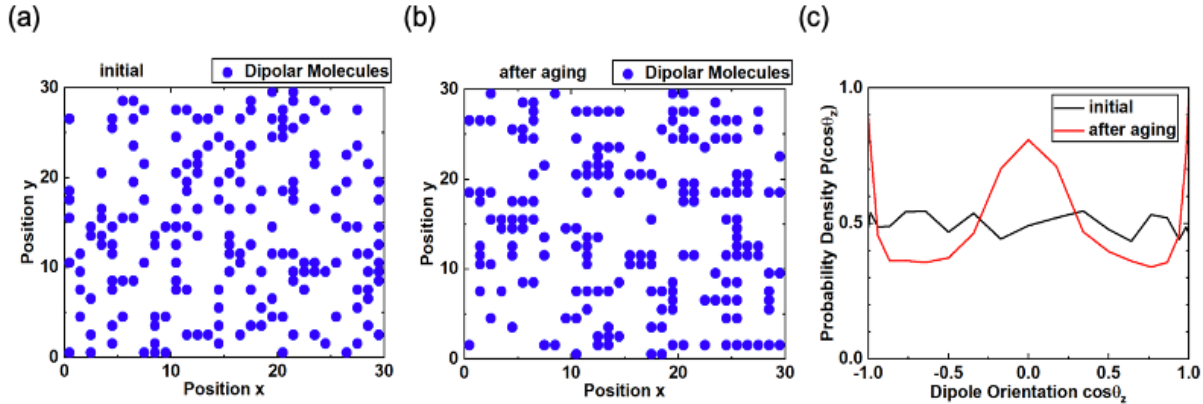 (a)
(b)
(c)
initial
Dipolar Molecules
30
20
10
0
Position y
0
10
20
30
Position x
after aging
Dipolar Molecules
30
20
10
0
Position y
0
10
20
30
Position x
1.0
0.5
0.0
Probability Density P(cosθz)
initial
after aging
-1.0
-0.5
0.0
0.5
1.0
Dipole Orientation cosθz